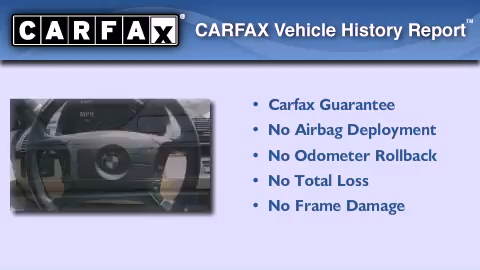 CARFAX® CARFAX Vehicle History Report™
MPH
• Carfax Guarantee
• No Airbag Deployment
• No Odometer Rollback
• No Total Loss
• No Frame Damage